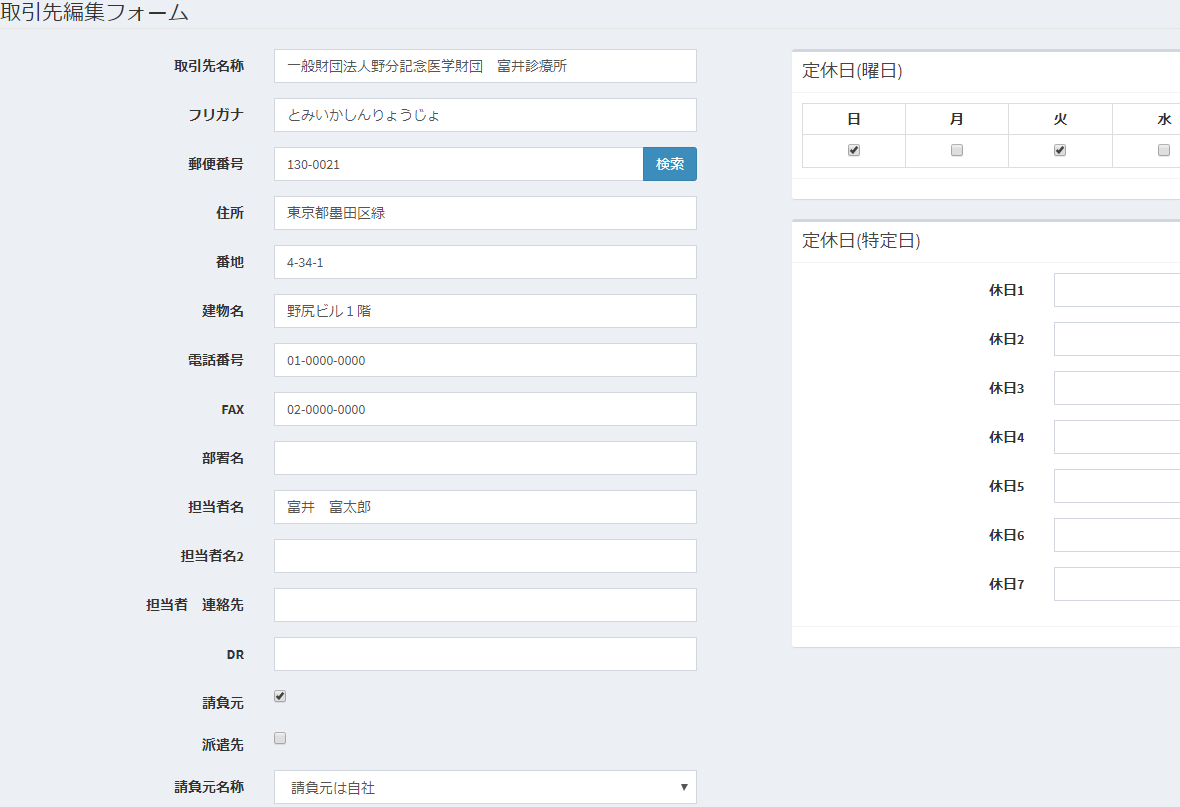 取引先編集フォーム
取引先名称 一般財団法人野分記念医学財団　富井診療所
フリガナ とみいかしんりょうじょ
郵便番号 130-0021 検索
住所 東京都墨田区緑
番地 4-34-1
建物名 野尻ビル１階
電話番号 01-0000-0000
FAX 02-0000-0000
部署名
担当者名 富井　富太郎
担当者名2
担当者　連絡先
DR
請負元
派遣先
請負元名称 請負元は自社
定休日(曜日)
日 月 火 水
定休日(特定日)
休日1
休日2
休日3
休日4
休日5
休日6
休日7